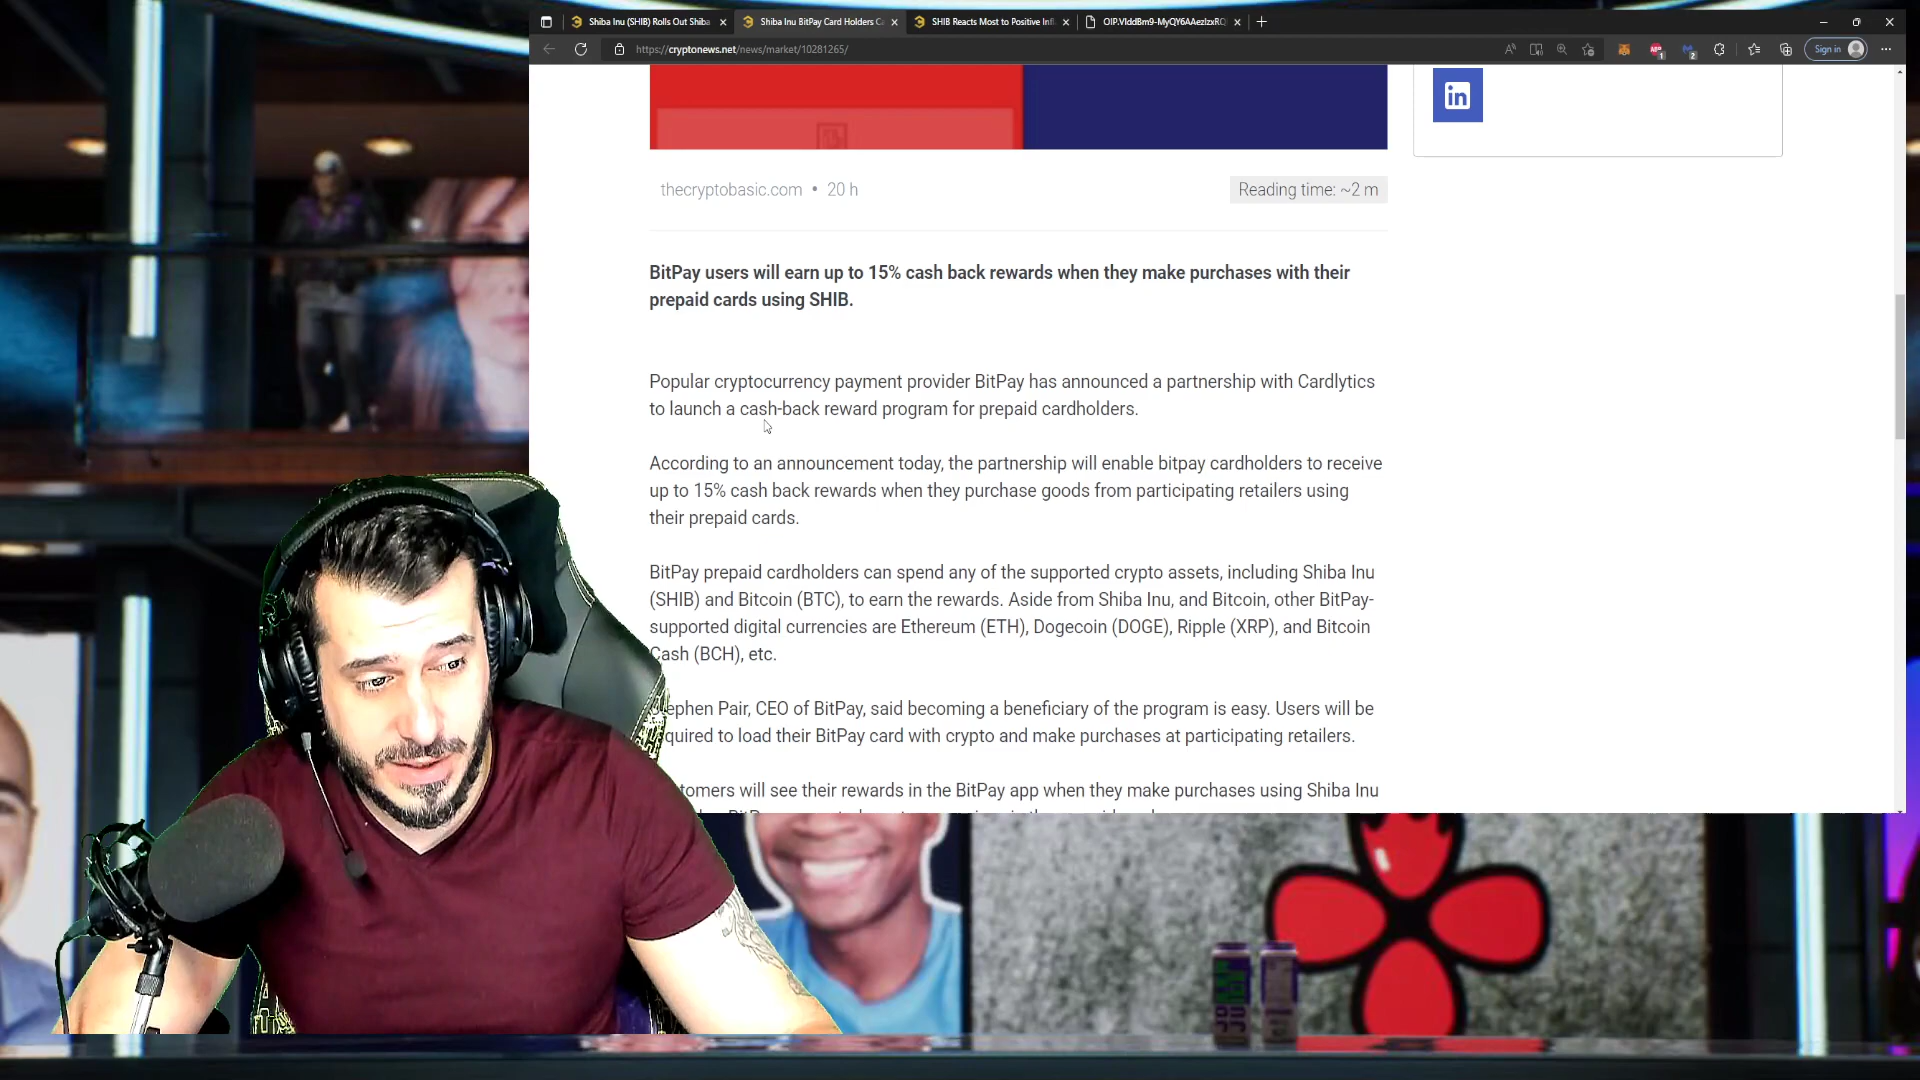 Shiba Inu (SHIB) Rolls Out Shiba
Shiba Inu BitPay Card Holders C
SHIB Reacts Most to Positive Inf
https://cryptonews.net/news/market/10281265/
Sign in
in
thecryptobasic.com • 20 h
Reading time: ~2 m
BitPay users will earn up to 15% cash back rewards when they make purchases with their
prepaid cards using SHIB.
Popular cryptocurrency payment provider BitPay has announced a partnership with Cardlytics
to launch a cash-back reward program for prepaid cardholders.
According to an announcement today, the partnership will enable bitpay cardholders to receive
up to 15% cash back rewards when they purchase goods from participating retailers using
their prepaid cards.
BitPay prepaid cardholders can spend any of the supported crypto assets, including Shiba Inu
(SHIB) and Bitcoin (BTC), to earn the rewards. Aside from Shiba Inu, and Bitcoin, other BitPay-
supported digital currencies are Ethereum (ETH), Dogecoin (DOGE), Ripple (XRP), and Bitcoin
Cash (BCH), etc.
tephen Pair, CEO of BitPay, said becoming a beneficiary of the program is easy. Users will be
quired to load their BitPay card with crypto and make purchases at participating retailers.
tomers will see their rewards in the BitPay app when they make purchases using Shiba Inu